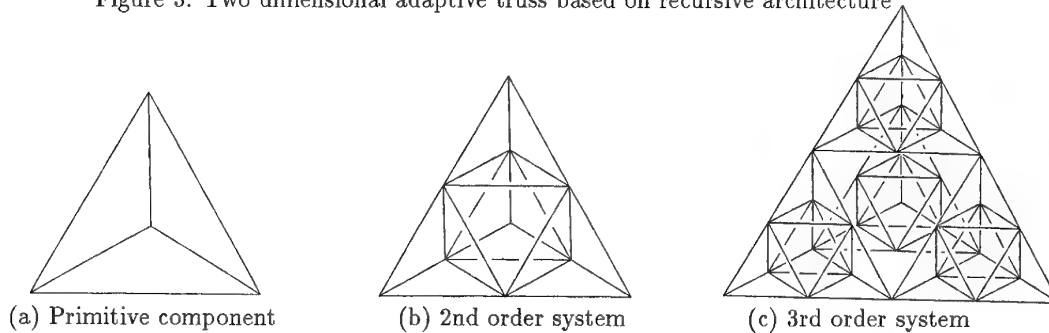 Figure 3: Two dimensional adaptive truss based on recursive architecture
(a) Primitive component
(b) 2nd order system
(c) 3rd order system